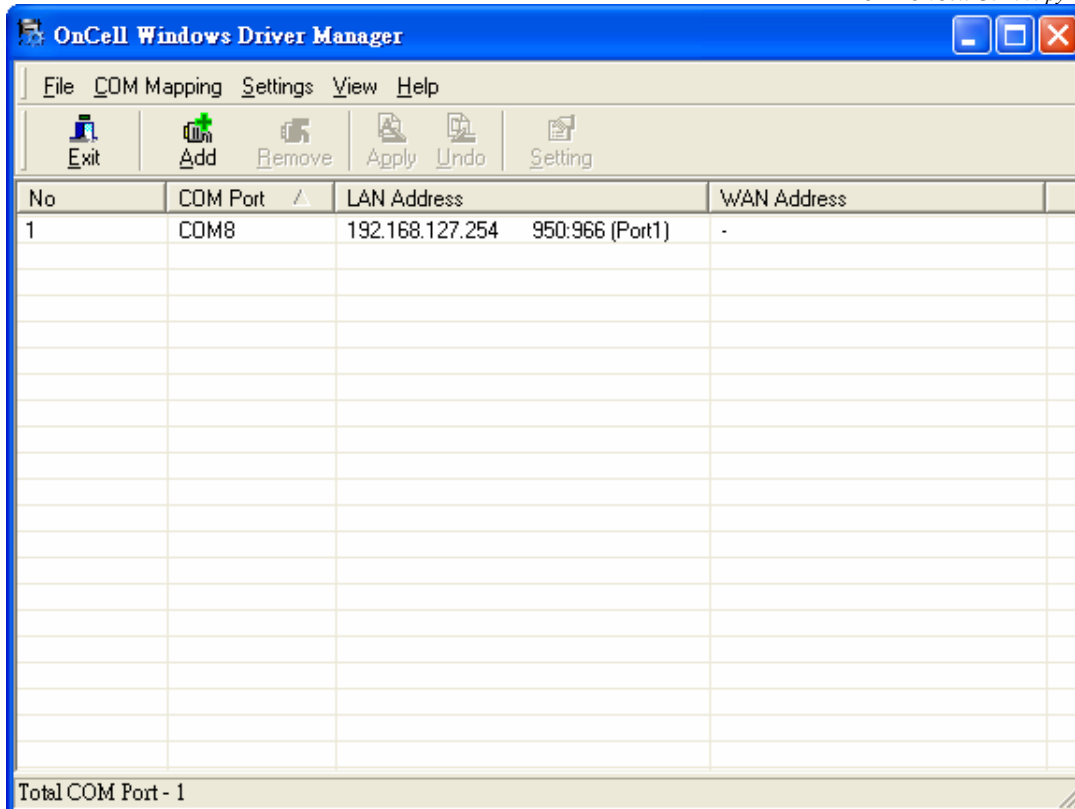 OnCell Windows Driver Manager
File COM Mapping Settings View Help
Exit Add Remove Apply Undo Setting
No COM Port LAN Address WAN Address
1 COM8 192.168.127.254 950:966 (Port1) -
Total COM Port - 1